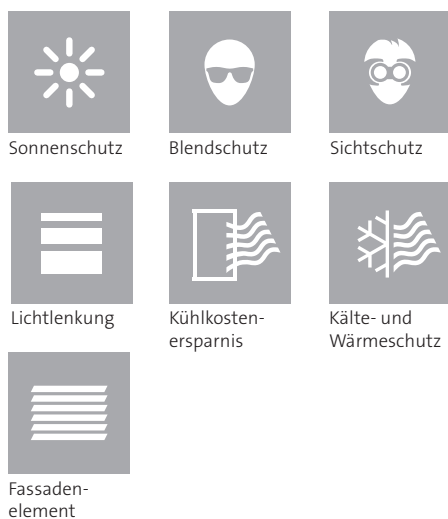 Sonnenschutz
Blendschutz
Sichtschutz
Lichtlenkung
Kühlkosten-
ersparnis
Kälte- und
Wärmeschutz
Fassaden-
element